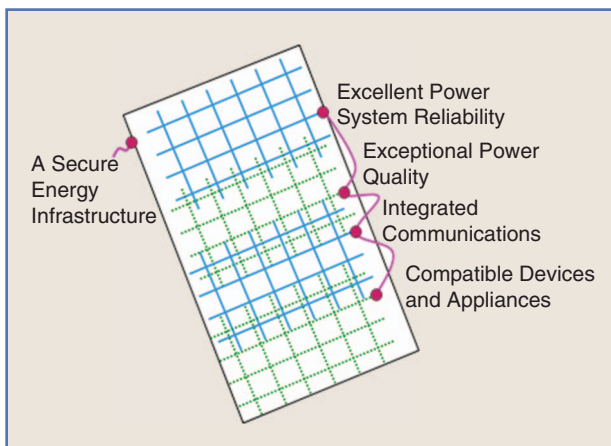 Excellent Power
System Reliability
A Secure
Energy
Infrastructure
Exceptional Power
Quality
Integrated
Communications
Compatible Devices
and Appliances